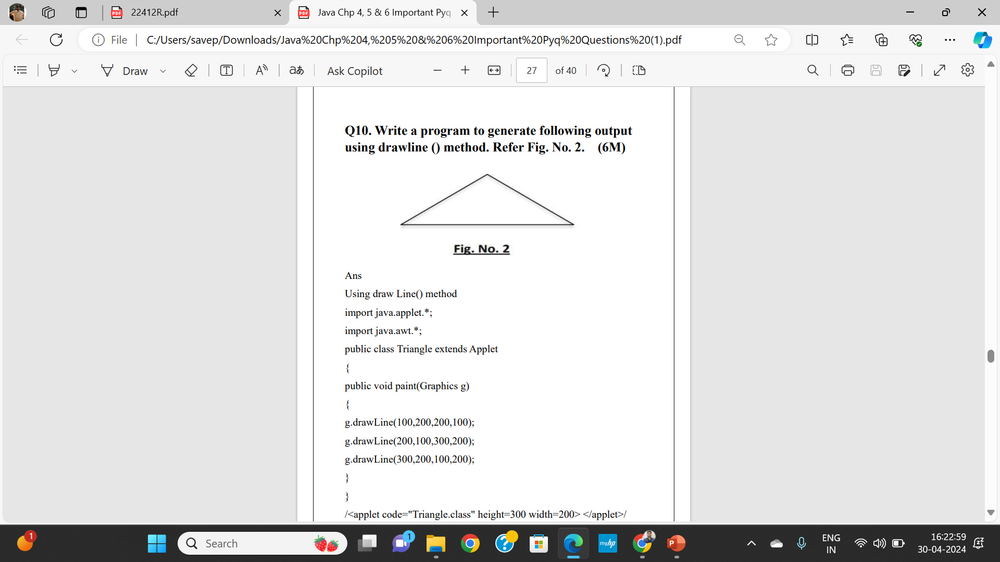 22412R.pdf
Java Chp 4, 5 & 6 Important Pyq
File
C:/Users/savep/Downloads/Java%20Chp%204,%205%20&%206%20Important%20Pyq%20Questions%20(1).pdf
Draw
aあ
Ask Copilot
27
of 40
Q10. Write a program to generate following output
using drawline () method. Refer Fig. No. 2. (6M)
Fig. No. 2
Ans
Using draw Line() method
import java.applet.*;
import java.awt.*;
public class Triangle extends Applet
{
public void paint(Graphics g)
{
g.drawLine(100,200,200,100);
g.drawLine(200,100,300,200);
g.drawLine(300,200,100,200);
}
}
/<applet code="Triangle.class" height=300 width=200> </applet>/
1
Search
1
myhp
ENG
IN
16:22:59
30-04-2024